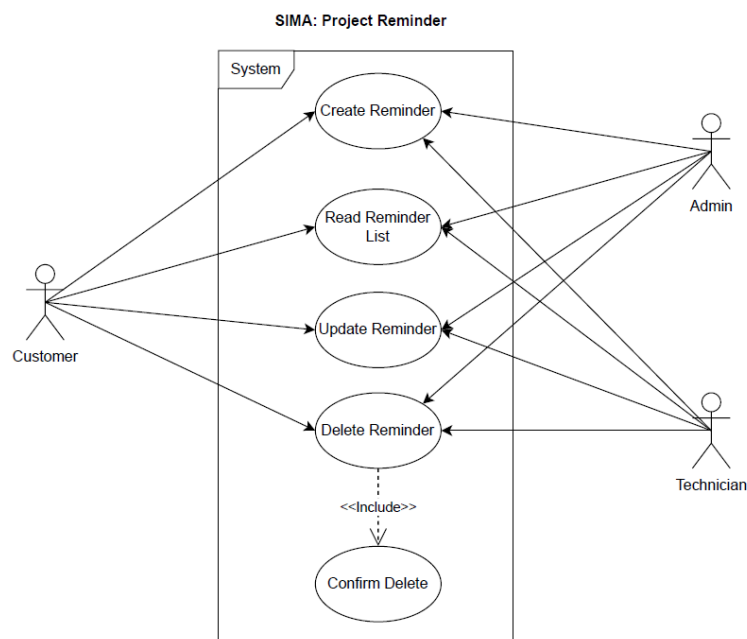 SIMA: Project Reminder
System
Create Reminder
Admin
Read Reminder
List
Customer
Update Reminder
Delete Reminder
Technician
<<Include>>
Confirm Delete